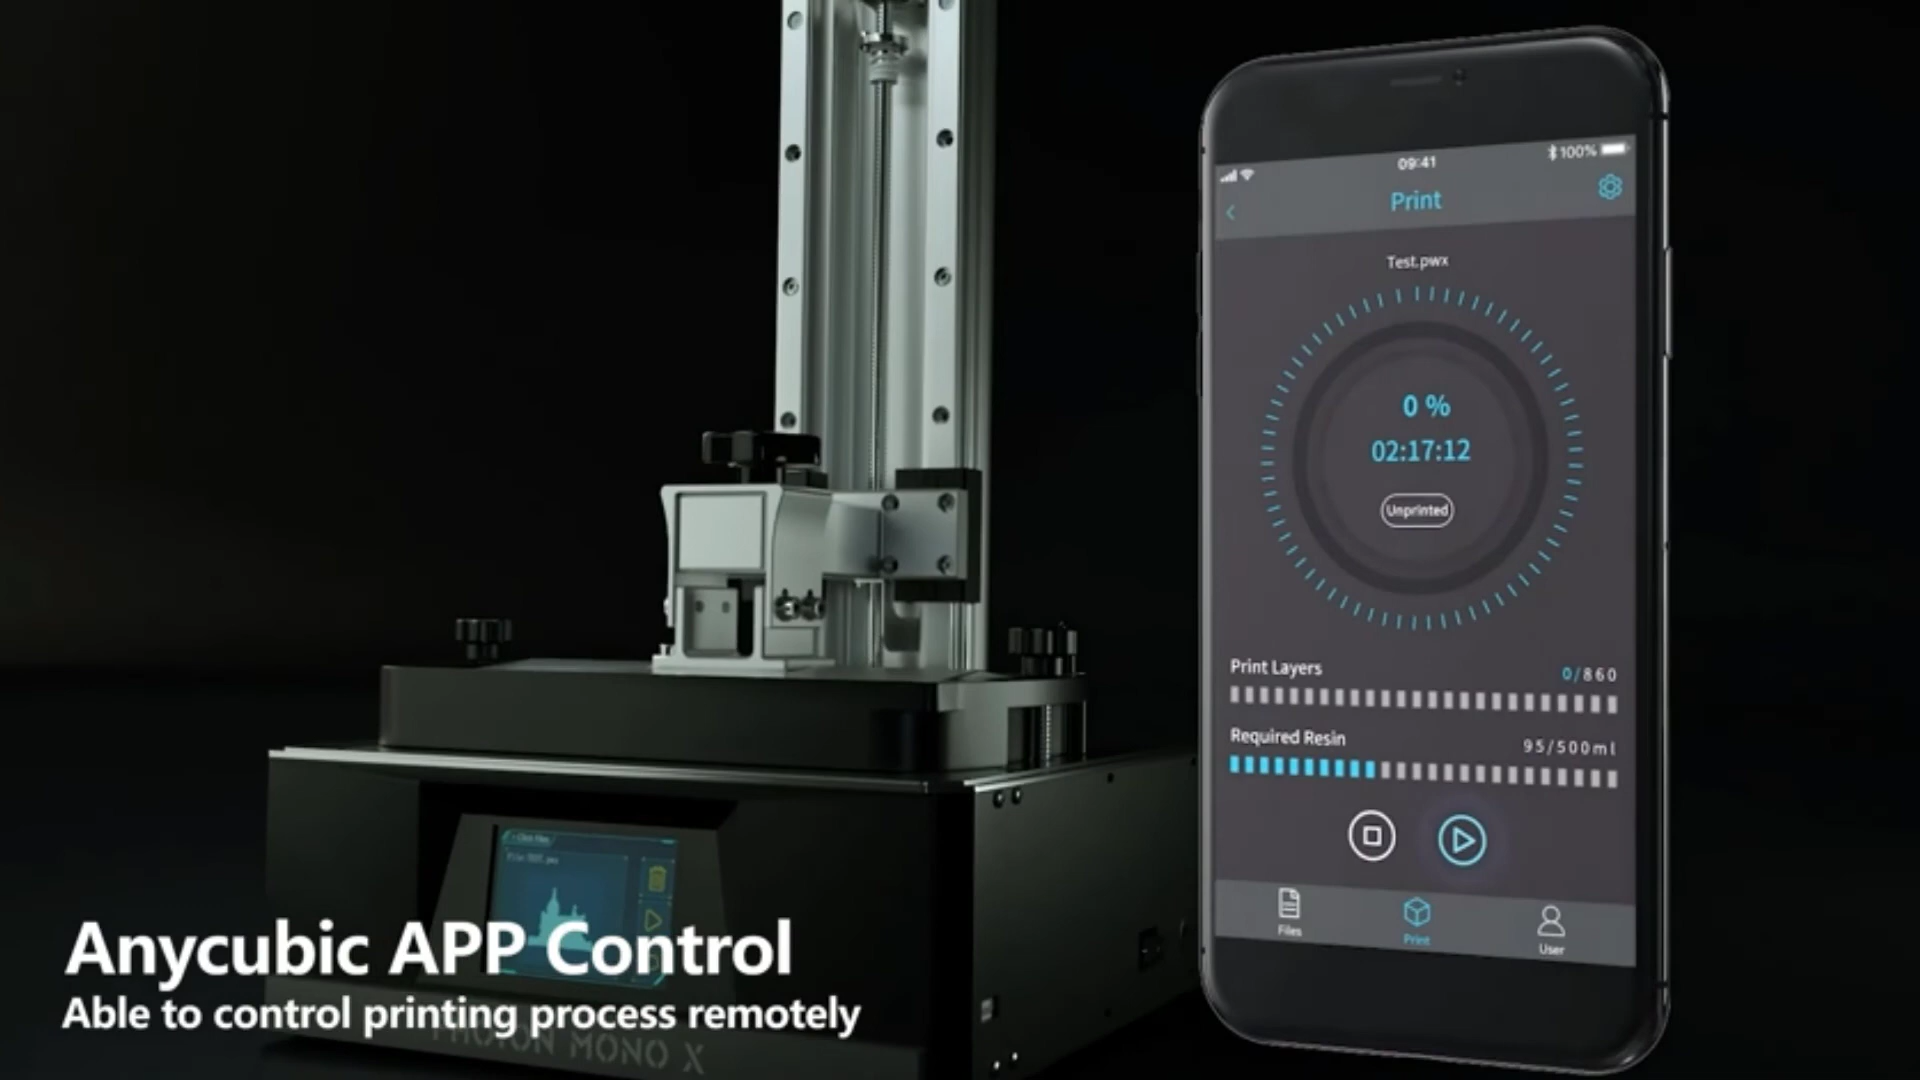 09:41
100%
Print
Test.pwx
0 %
02:17:12
Unprinted
Print Layers
0/860
Required Resin
95/500ml
Files
Print
User
Anycubic APP Control
Able to control printing process remotely
PHOTON MONO X